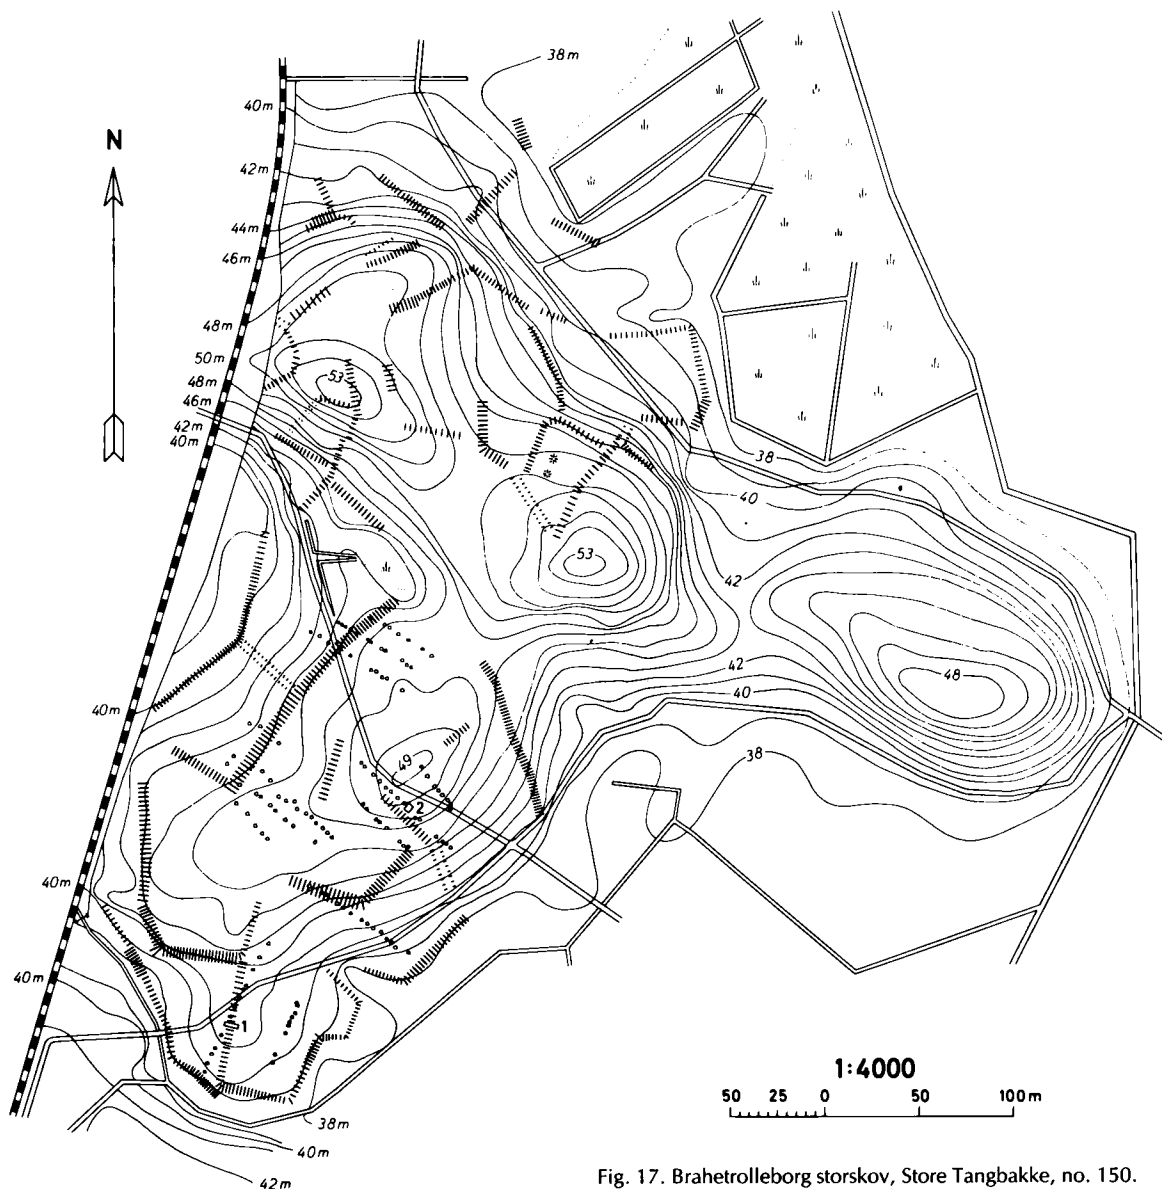 38m
40m
N
42m
44m
46m
48m
50m
48m
46m
42m
40m
53
38
40
53
42
42
40
48
40m
49
38
2
40m
40m
1
1:4000
50 25 0 50 100m
38m
40m
42m
Fig. 17. Brahetrolleborg storskov, Store Tangbakke, no. 150.